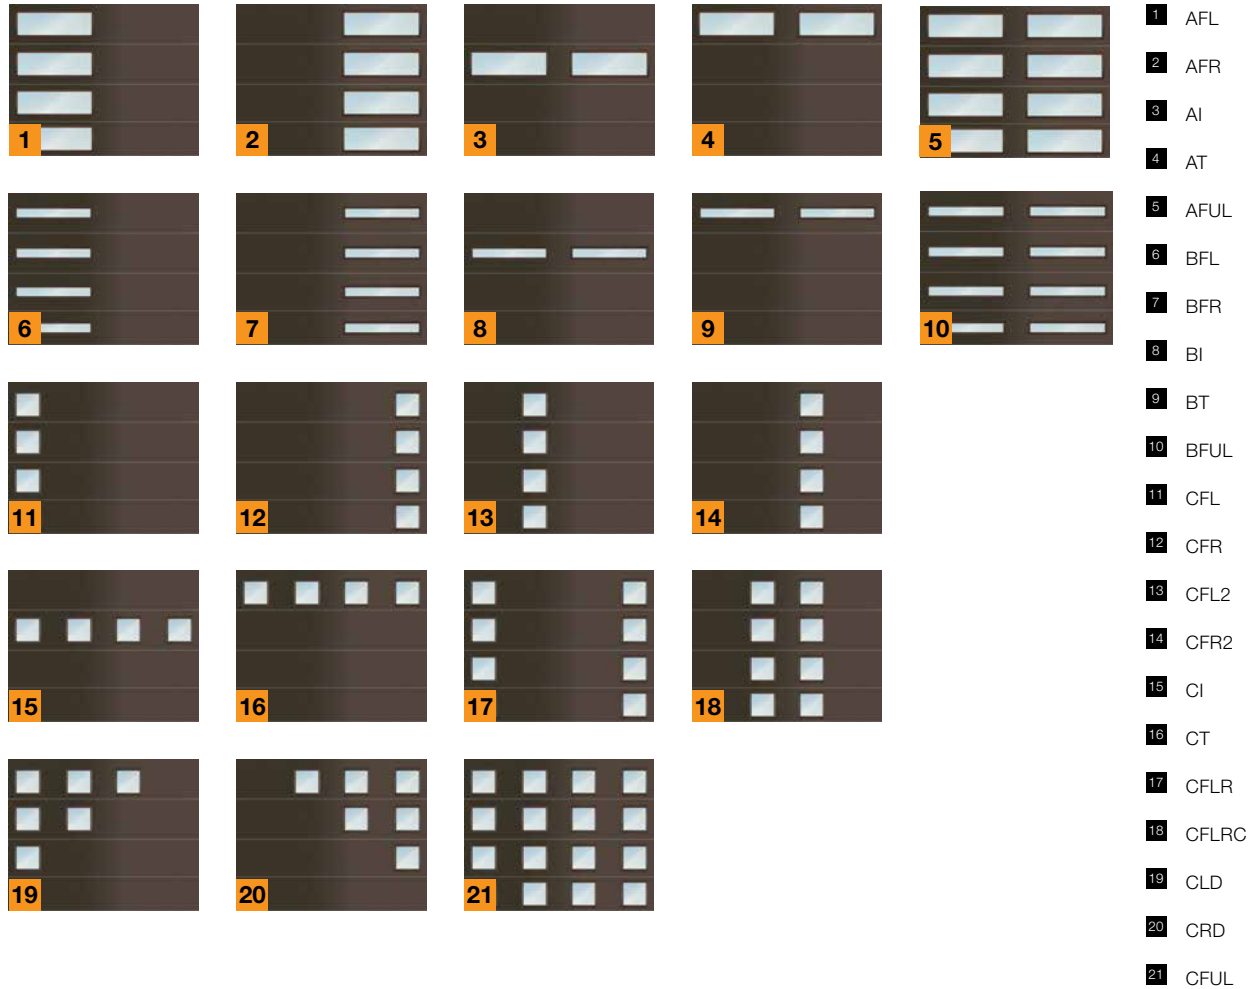 1
2
3
4
5
6
7
8
9
10
11
12
13
14
15
16
17
18
19
20
21
1 AFL
2 AFR
3 AI
4 AT
5 AFUL
6 BFL
7 BFR
8 BI
9 BT
10 BFUL
11 CFL
12 CFR
13 CFL2
14 CFR2
15 CI
16 CT
17 CFLR
18 CFLRC
19 CLD
20 CRD
21 CFUL